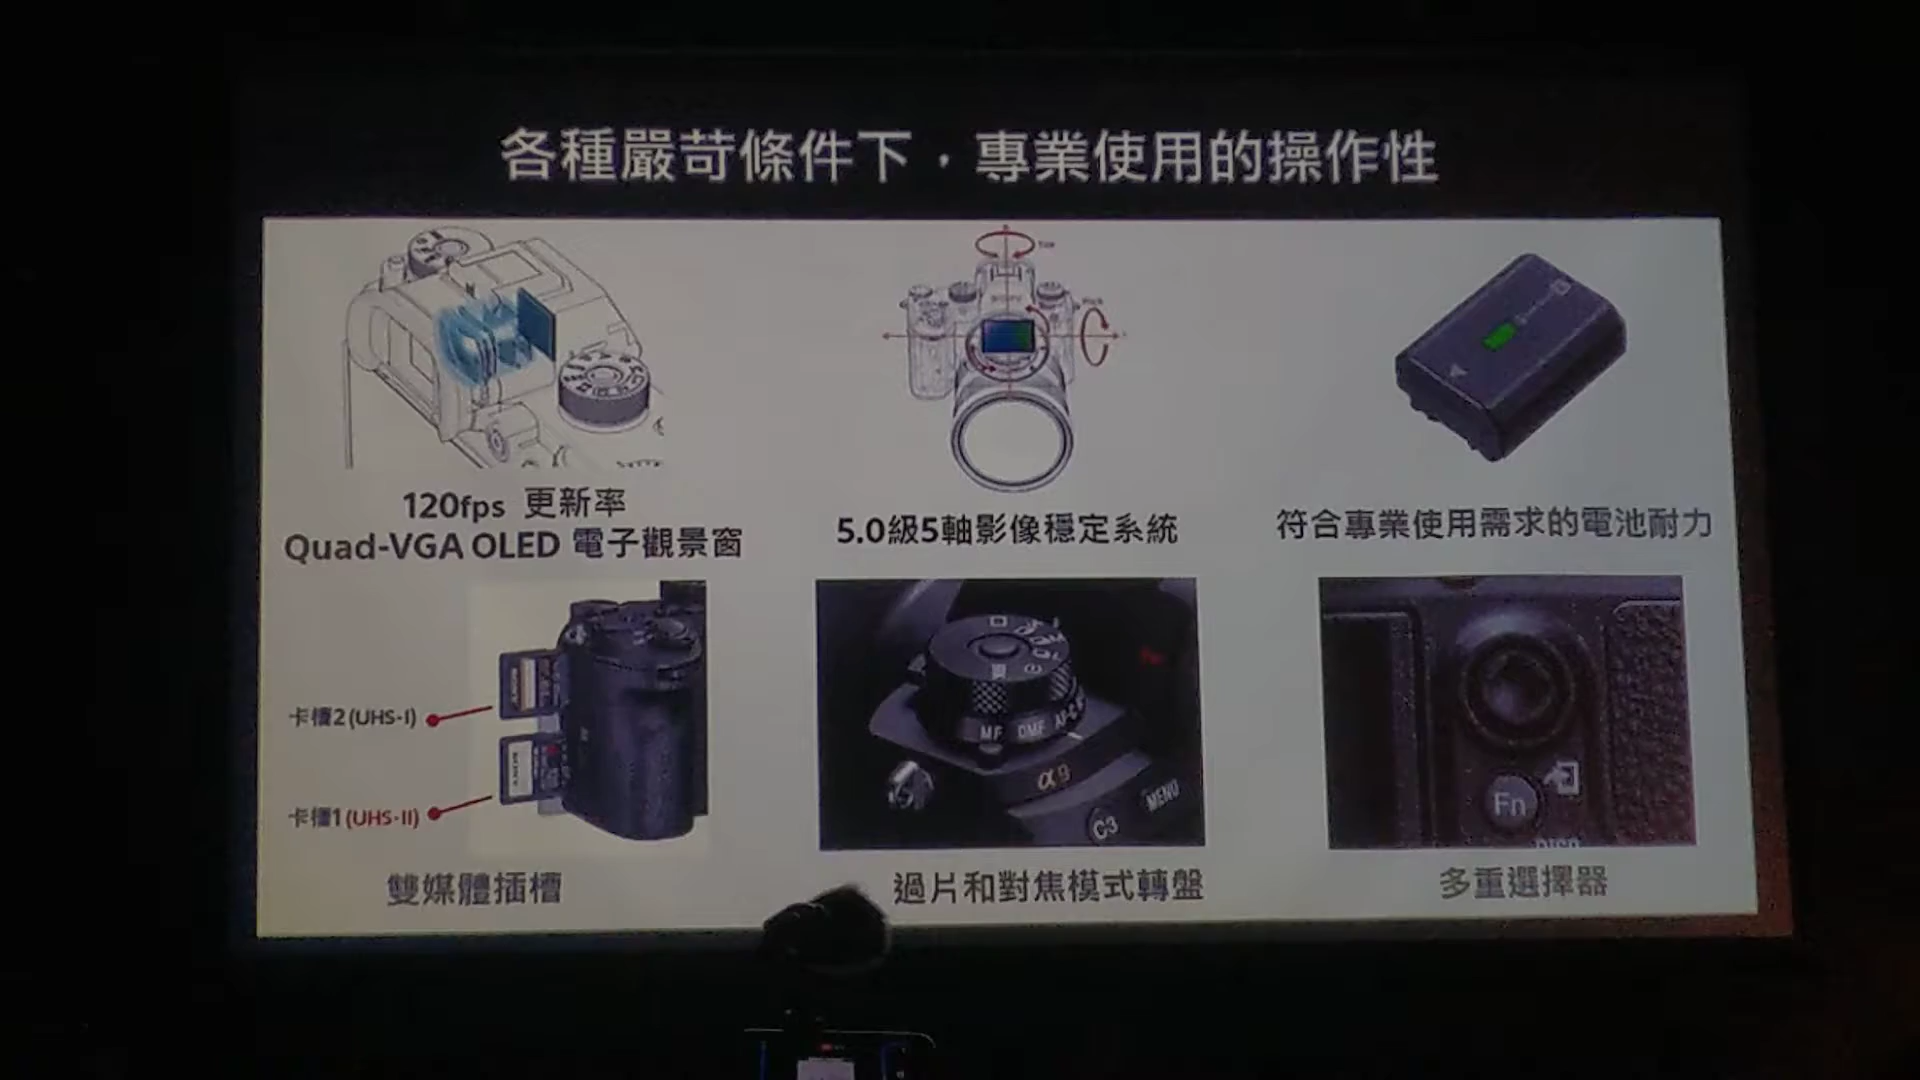 各種嚴苛條件下，專業使用的操作性
120fps 更新率
Quad-VGA OLED 電子觀景窗
5.0級5軸影像穩定系統
符合專業使用需求的電池耐力
卡槽2 (UHS-I)
卡槽1 (UHS-II)
MF DMF AF-C
α9
C3
MENU
Fn
雙媒體插槽
過片和對焦模式轉盤
多重選擇器